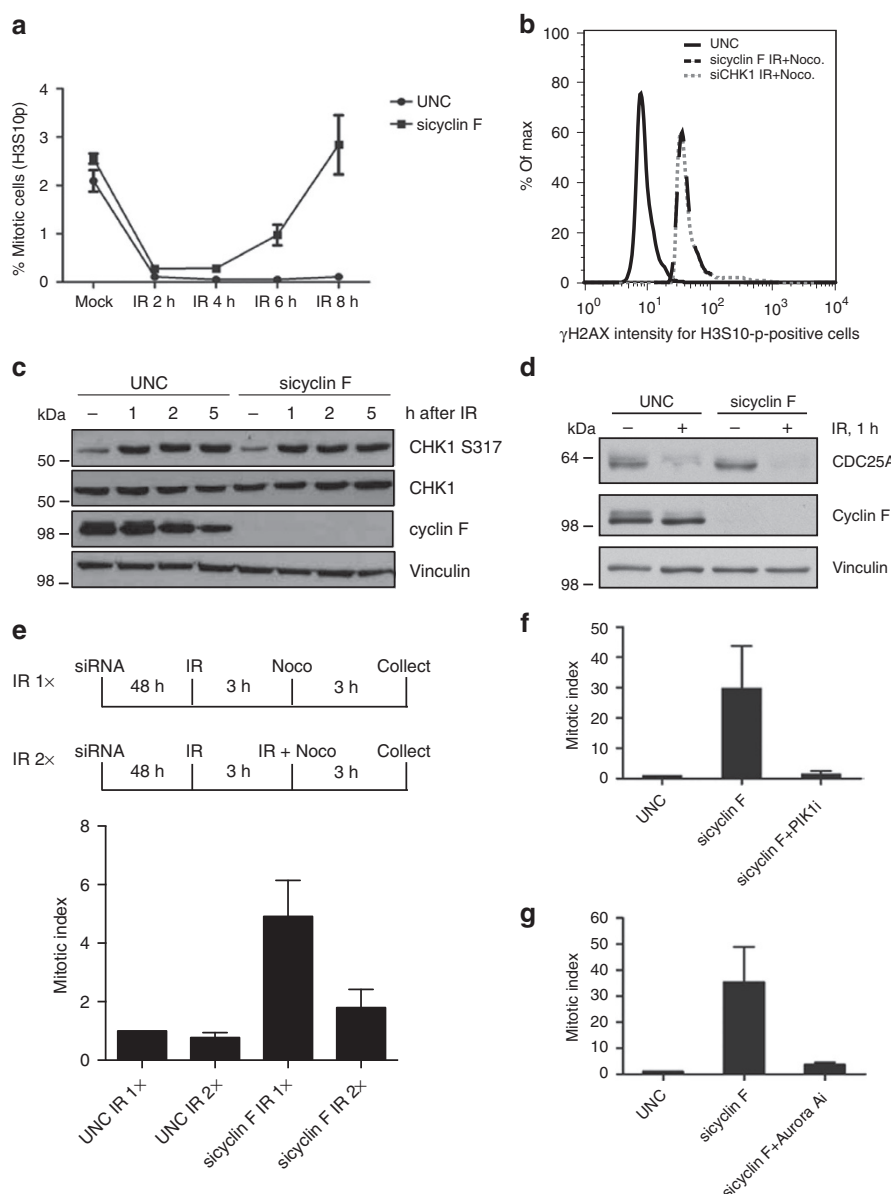 a
% Mitotic cells (H3S10p)
4
3
2
1
0
Mock
IR 2 h
IR 4 h
IR 6 h
IR 8 h
UNC
sicyclin F
b
% Of max
100
80
60
40
20
0
10^0
10^1
10^2
10^3
10^4
γH2AX intensity for H3S10-p-positive cells
UNC
sicyclin F IR+Noco.
siCHK1 IR+Noco.
c
UNC
sicyclin F
kDa
– 1 2 5 – 1 2 5 h after IR
50
CHK1 S317
50
CHK1
98
cyclin F
98
Vinculin
d
UNC
sicyclin F
kDa
– + – + IR, 1 h
64
CDC25A
98
Cyclin F
98
Vinculin
e
IR 1×
siRNA IR Noco Collect
48 h 3 h 3 h
IR 2×
siRNA IR IR + Noco Collect
48 h 3 h 3 h
Mitotic index
8
6
4
2
0
UNC IR 1×
UNC IR 2×
sicyclin F IR 1×
sicyclin F IR 2×
f
Mitotic index
50
40
30
20
10
0
UNC
sicyclin F
sicyclin F+PlK1i
g
Mitotic index
60
50
40
30
20
10
0
UNC
sicyclin F
sicyclin F+Aurora Ai